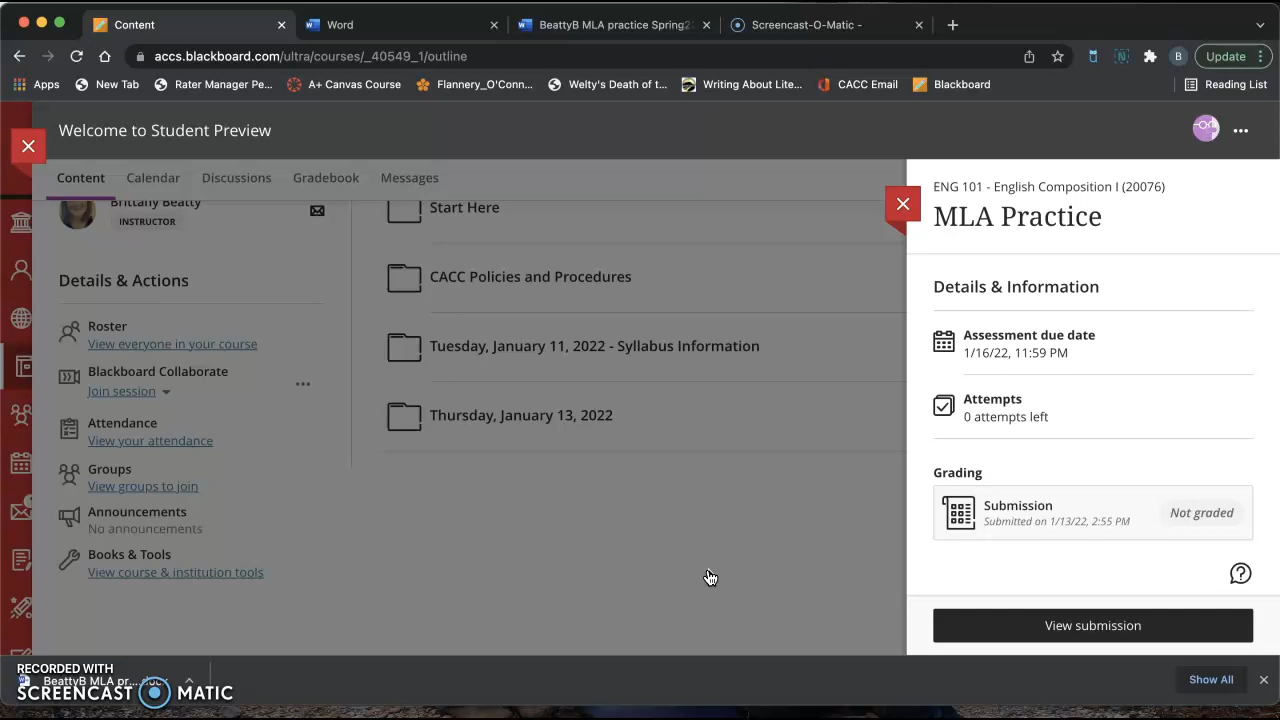 Content
Word
BeattyB MLA practice Spring2
Screencast-O-Matic -
accs.blackboard.com/ultra/courses/_40549_1/outline
B
Update
Apps
New Tab
Rater Manager Pe...
A+ Canvas Course
Flannery_O'Conn...
Welty's Death of t...
Writing About Lite...
CACC Email
Blackboard
Reading List
Welcome to Student Preview
Content
Calendar
Discussions
Gradebook
Messages
Brittany Beatty
INSTRUCTOR
Details & Actions
Roster
View everyone in your course
Blackboard Collaborate
Join session
Attendance
View your attendance
Groups
View groups to join
Announcements
No announcements
Books & Tools
View course & institution tools
Start Here
CACC Policies and Procedures
Tuesday, January 11, 2022 - Syllabus Information
Thursday, January 13, 2022
ENG 101 - English Composition I (20076)
MLA Practice
Details & Information
Assessment due date
1/16/22, 11:59 PM
Attempts
0 attempts left
Grading
Submission
Submitted on 1/13/22, 2:55 PM
Not graded
View submission
RECORDED WITH
BeattyB MLA pr....docx
SCREENCAST MATIC
Show All